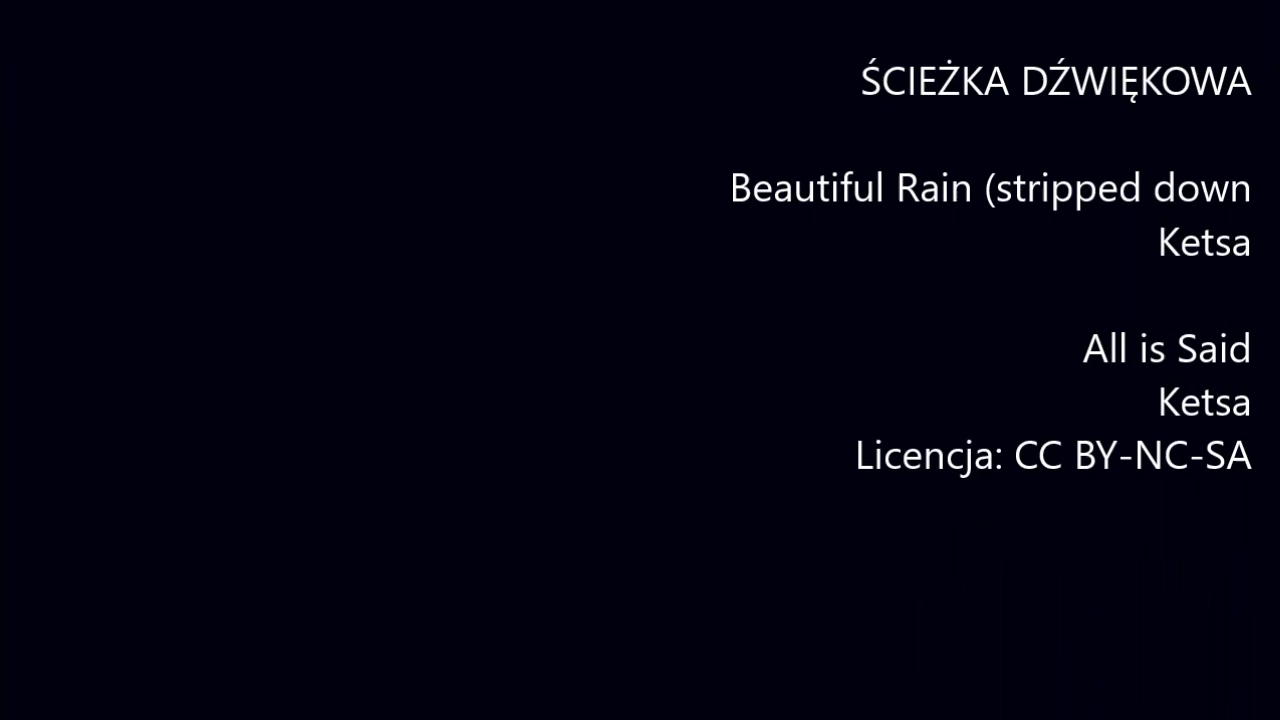 ŚCIEŻKA DŹWIĘKOWA
Beautiful Rain (stripped down
Ketsa
All is Said
Ketsa
Licencja: CC BY-NC-SA